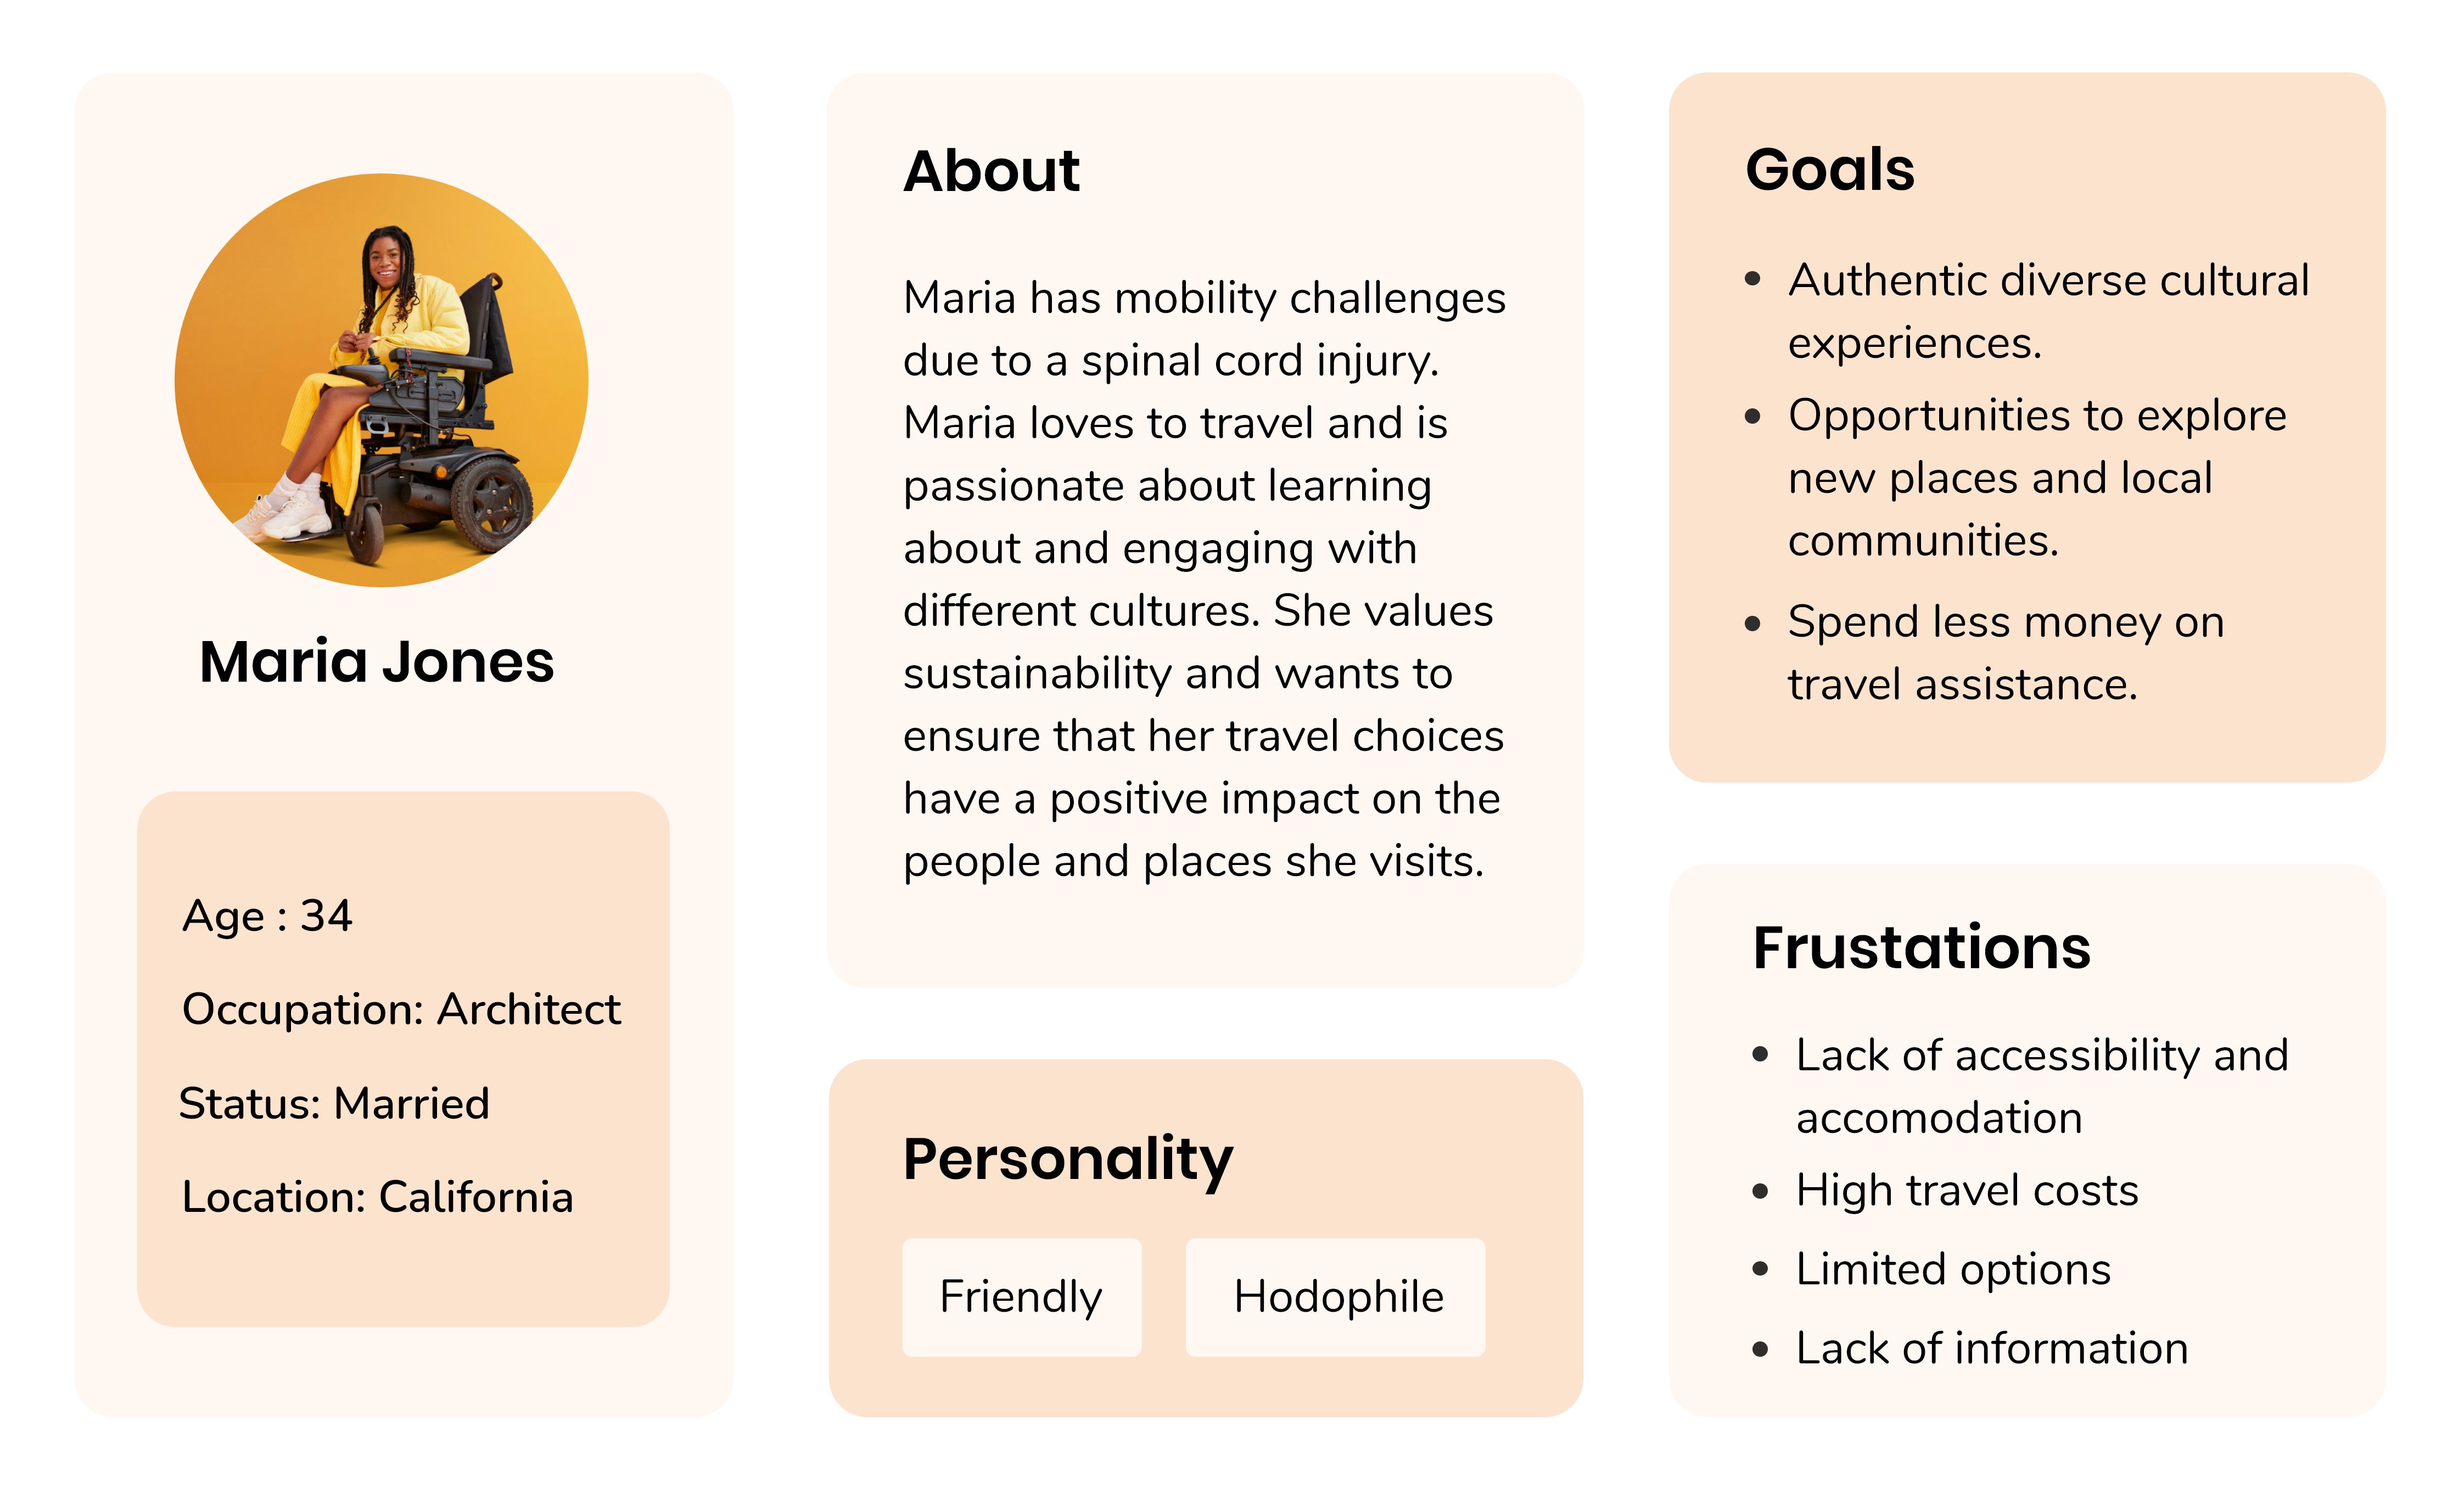 Maria Jones
Age : 34
Occupation: Architect
Status: Married
Location: California
About
Maria has mobility challenges
due to a spinal cord injury.
Maria loves to travel and is
passionate about learning
about and engaging with
different cultures. She values
sustainability and wants to
ensure that her travel choices
have a positive impact on the
people and places she visits.
Personality
Friendly
Hodophile
Goals
• Authentic diverse cultural
experiences.
• Opportunities to explore
new places and local
communities.
• Spend less money on
travel assistance.
Frustations
• Lack of accessibility and
accomodation
• High travel costs
• Limited options
• Lack of information